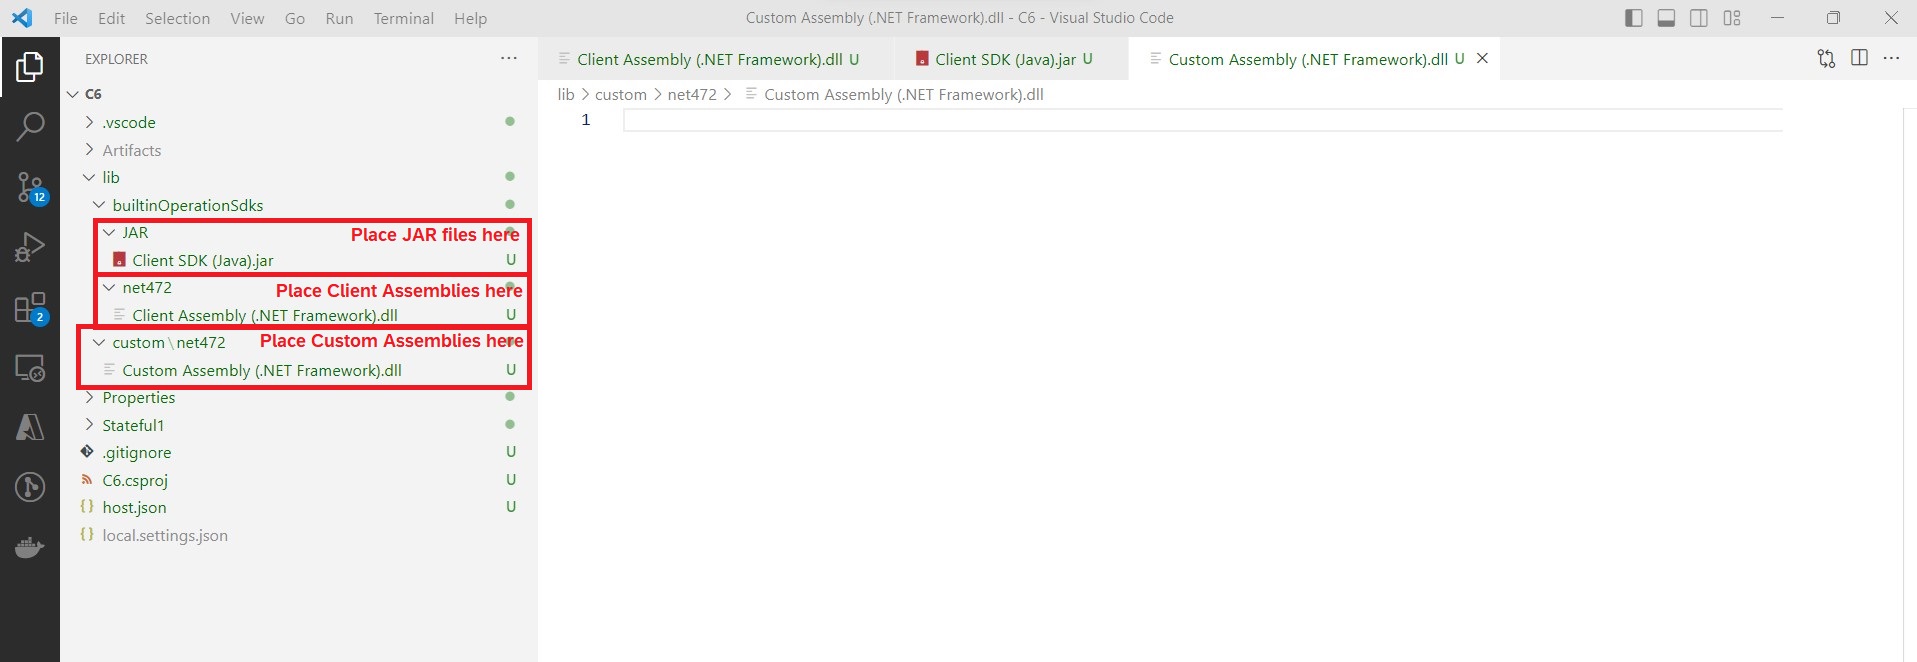 File Edit Selection View Go Run Terminal Help Custom Assembly (.NET Framework).dll - C6 - Visual Studio Code
EXPLORER
Client Assembly (.NET Framework).dll U Client SDK (Java).jar U Custom Assembly (.NET Framework).dll U
C6
lib > custom > net472 > Custom Assembly (.NET Framework).dll
1
.vscode
Artifacts
lib
builtinOperationSdks
JAR Place JAR files here
Client SDK (Java).jar U
net472 Place Client Assemblies here
Client Assembly (.NET Framework).dll U
custom\net472 Place Custom Assemblies here
Custom Assembly (.NET Framework).dll U
Properties
Stateful1
.gitignore U
C6.csproj U
{} host.json U
{} local.settings.json
12
2